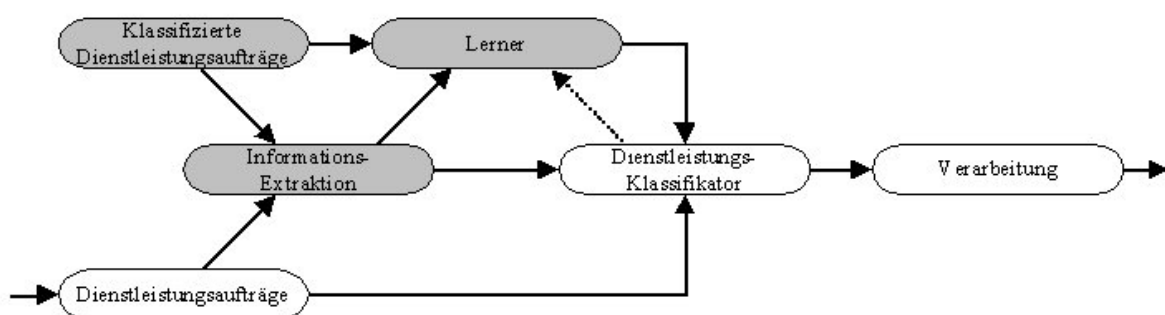 Klassifizierte
Dienstleistungsaufträge
Lerner
Informations-
Extraktion
Dienstleistungs-
Klassifikator
Verarbeitung
Dienstleistungsaufträge